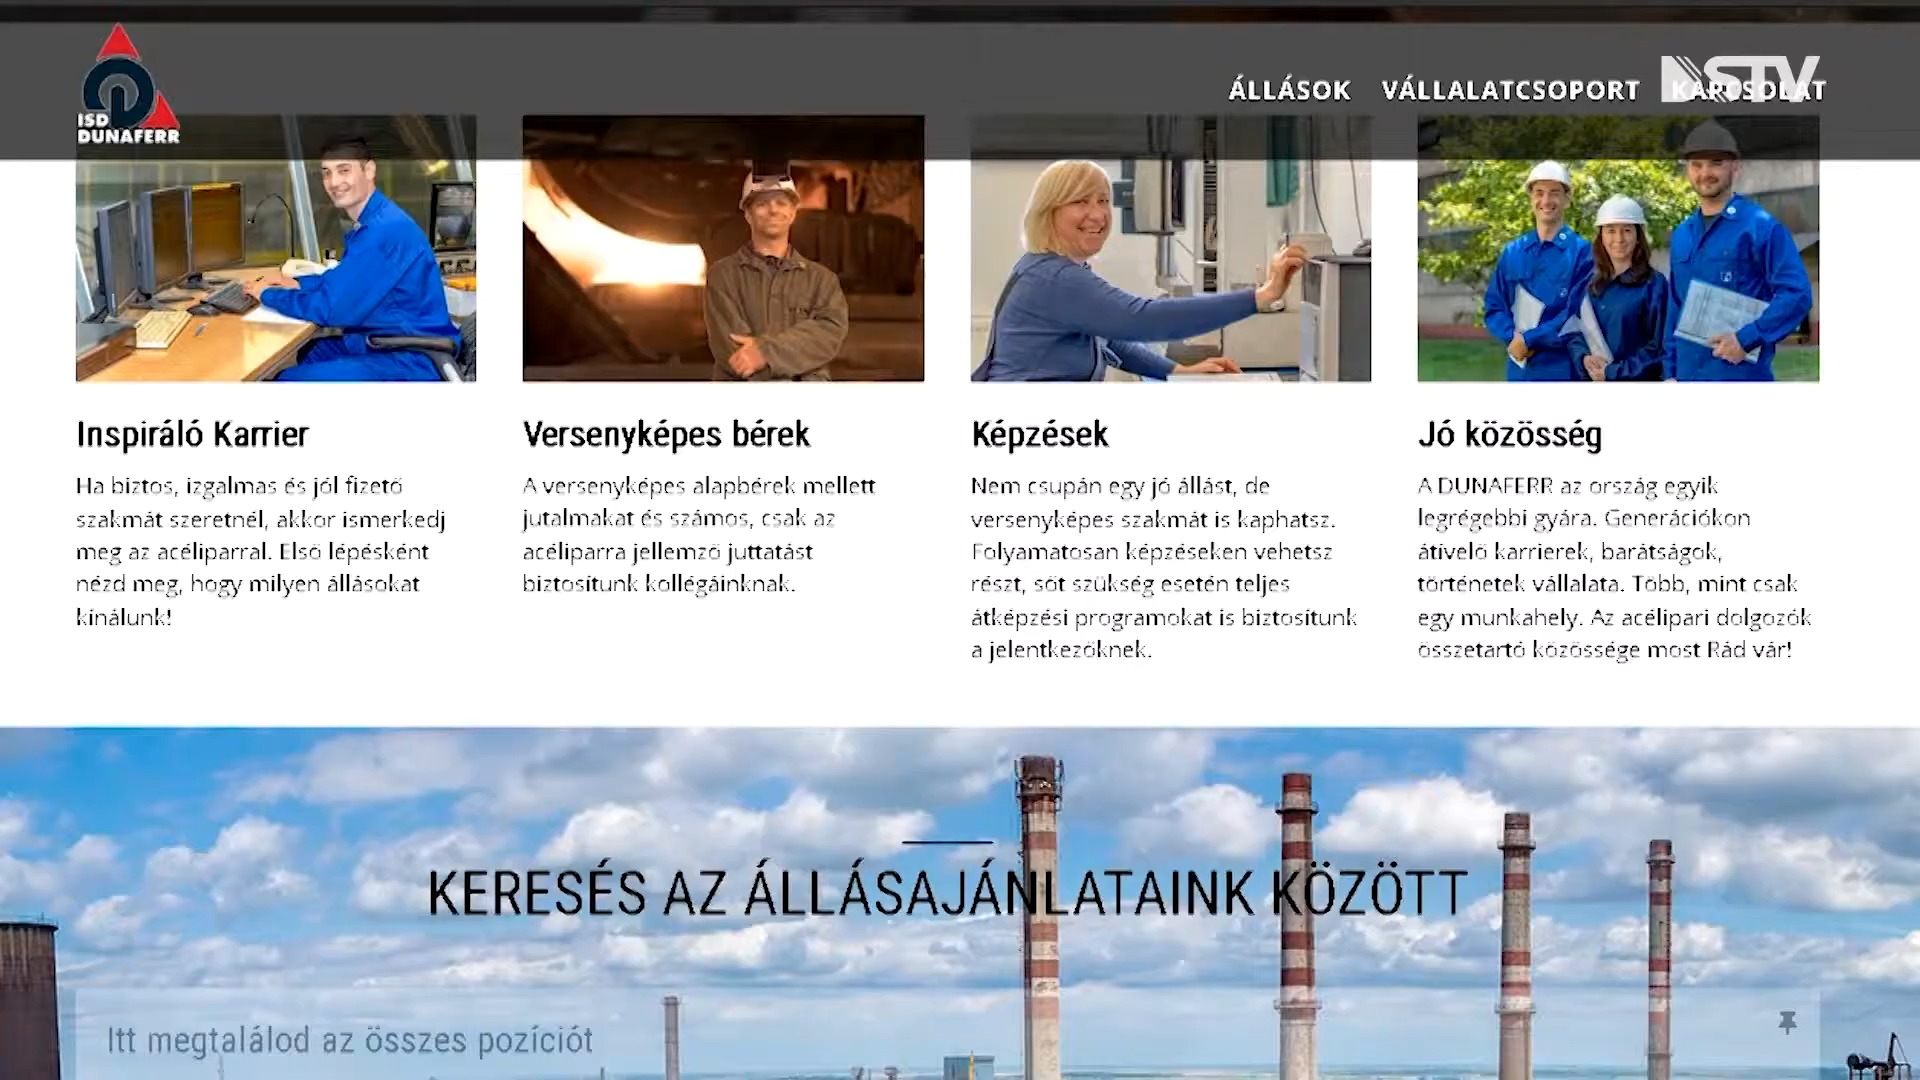 ISD
DUNAFERR
ÁLLÁSOK VÁLLALATCSOPORT KAPCSOLAT
DSTV
Inspiráló Karrier
Ha biztos, izgalmas és jól fizető
szakmát szeretnél, akkor ismerkedj
meg az acéliparral. Első lépésként
nézd meg, hogy milyen állásokat
kínálunk!
Versenyképes bérek
A versenyképes alapbérek mellett
jutalmakat és számos, csak az
acéliparra jellemző juttatást
biztosítunk kollégáinknak.
Képzések
Nem csupán egy jó állást, de
versenyképes szakmát is kaphatsz.
Folyamatosan képzéseken vehetsz
részt, sőt szükség esetén teljes
átképzési programokat is biztosítunk
a jelentkezőknek.
Jó közösség
A DUNAFERR az ország egyik
legrégebbi gyára. Generációkon
átívelő karrierek, barátságok,
történetek vállalata. Több, mint csak
egy munkahely. Az acélipari dolgozók
összetartó közössége most Rád vár!
KERESÉS AZ ÁLLÁSAJÁNLATAINK KÖZÖTT
Itt megtalálod az összes pozíciót